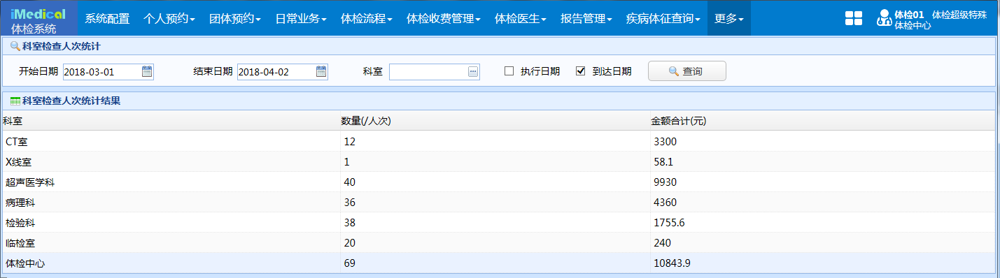 iMedical
体检系统
系统配置 个人预约 团体预约 日常业务 体检流程 体检收费管理 体检医生 报告管理 疾病体征查询 更多
体检01 体检超级特殊
体检中心
科室检查人次统计
开始日期 2018-03-01 结束日期 2018-04-02 科室 执行日期 到达日期 查询
科室检查人次统计结果
科室 数量(/人次) 金额合计(元)
CT室 12 3300
X线室 1 58.1
超声医学科 40 9930
病理科 36 4360
检验科 38 1755.6
临检室 20 240
体检中心 69 10843.9